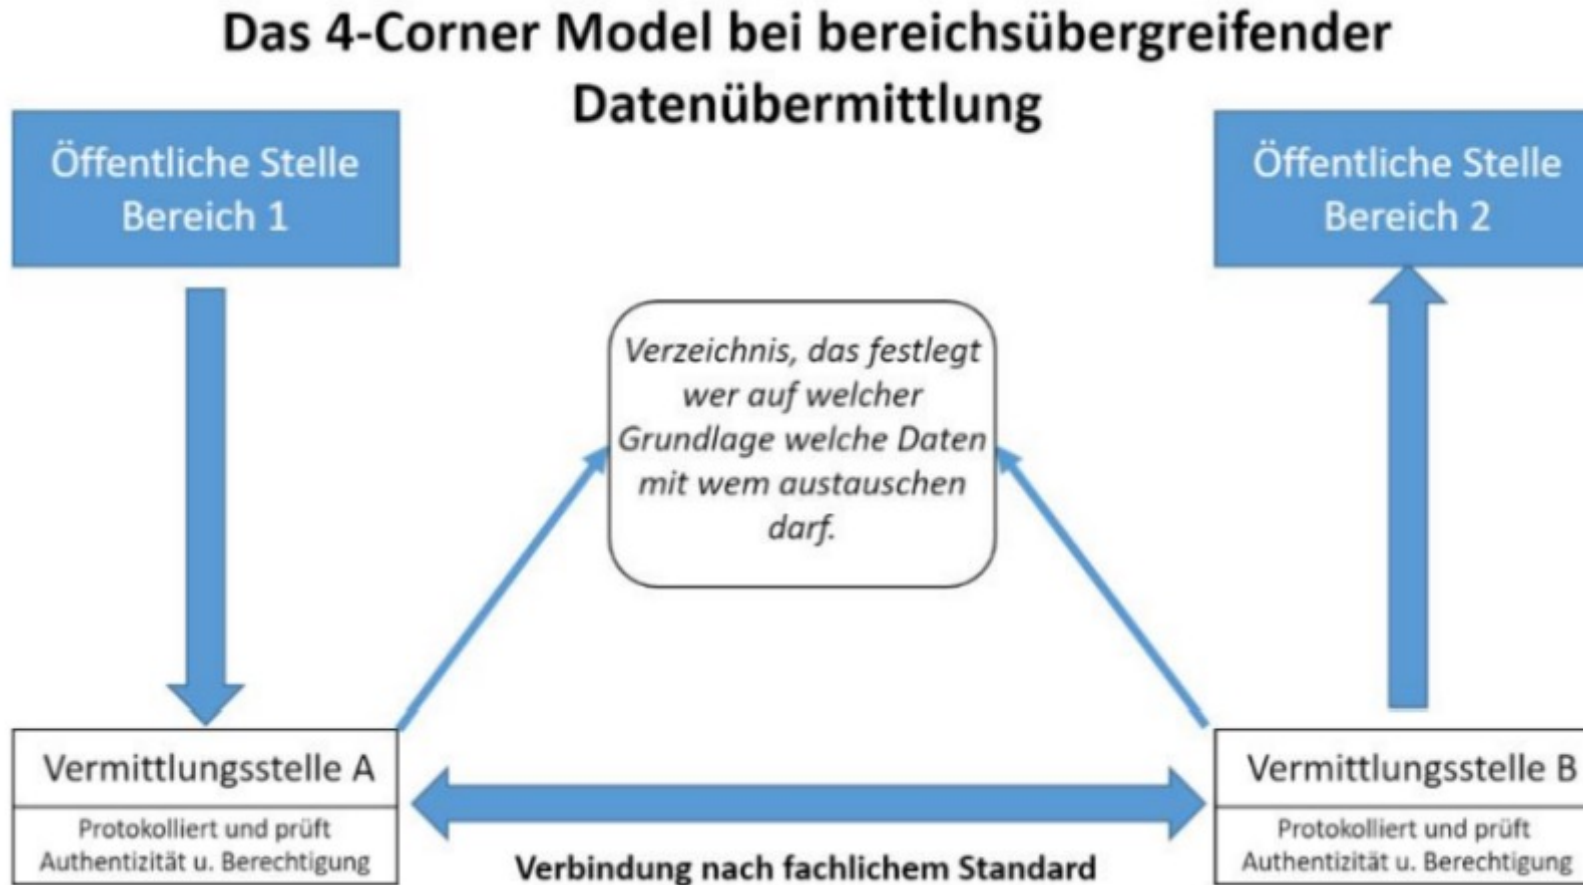 Das 4-Corner Model bei bereichsübergreifender
Datenübermittlung
Öffentliche Stelle
Bereich 1
Öffentliche Stelle
Bereich 2
Verzeichnis, das festlegt
wer auf welcher
Grundlage welche Daten
mit wem austauschen
darf.
Vermittlungsstelle A
Protokolliert und prüft
Authentizität u. Berechtigung
Verbindung nach fachlichem Standard
Vermittlungsstelle B
Protokolliert und prüft
Authentizität u. Berechtigung